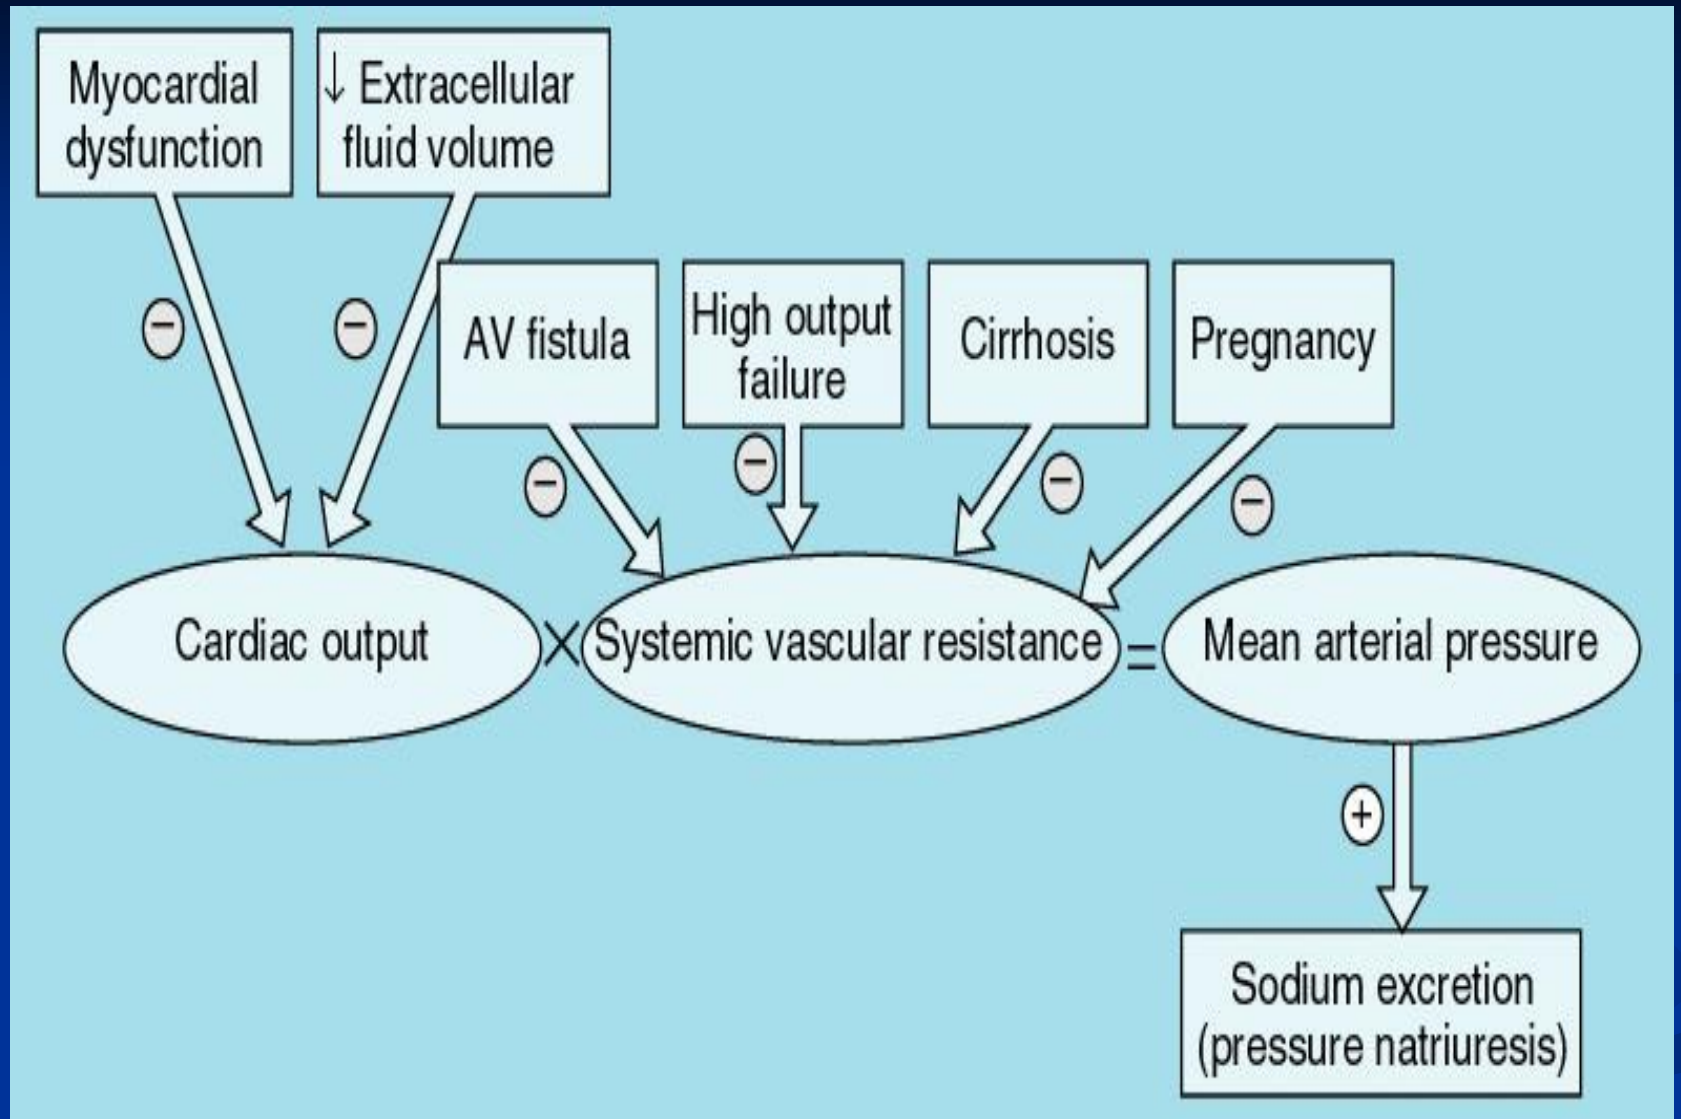 Myocardial
dysfunction
↓ Extracellular
fluid volume
−
−
AV fistula
High output
failure
Cirrhosis
Pregnancy
−
−
−
−
Cardiac output
×
Systemic vascular resistance
=
Mean arterial pressure
+
Sodium excretion
(pressure natriuresis)